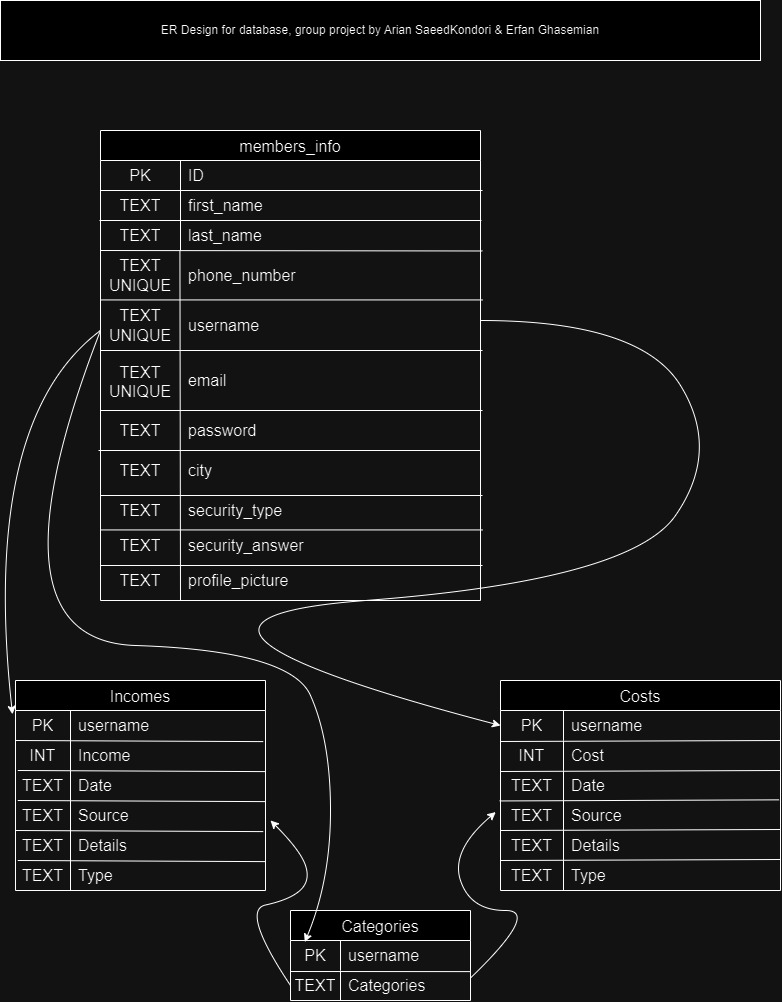 ER Design for database, group project by Arian SaeedKondori & Erfan Ghasemian
members_info
PK ID
TEXT first_name
TEXT last_name
TEXT UNIQUE phone_number
TEXT UNIQUE username
TEXT UNIQUE email
TEXT password
TEXT city
TEXT security_type
TEXT security_answer
TEXT profile_picture
Incomes
PK username
INT Income
TEXT Date
TEXT Source
TEXT Details
TEXT Type
Costs
PK username
INT Cost
TEXT Date
TEXT Source
TEXT Details
TEXT Type
Categories
PK username
TEXT Categories